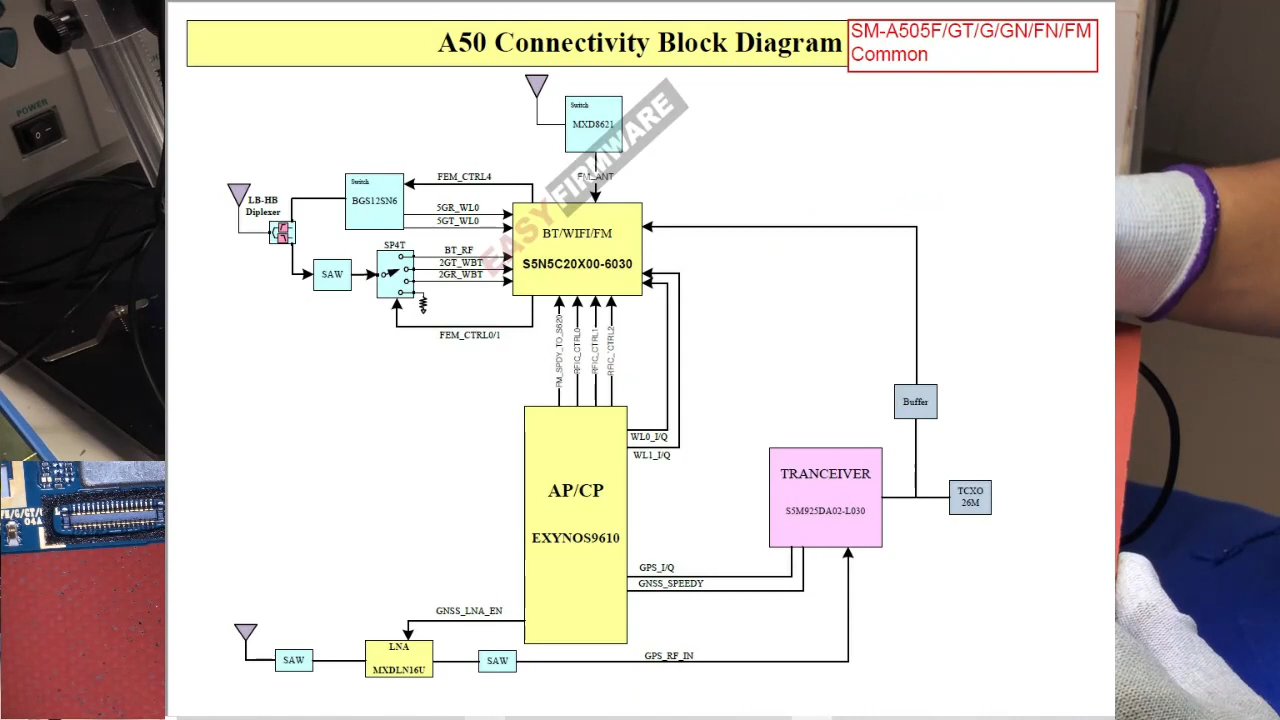 A50 Connectivity Block Diagram
SM-A505F/GT/G/GN/FN/FM
Common
POWER
Switch
MXD8621
FM_ANT
EASYFIRMWARE
LB-HB
Diplexer
Switch
BGS12SN6
FEM_CTRL4
5GR_WL0
5GT_WL0
BT/WIFI/FM
S5N5C20X00-6030
SP4T
BT_RF
2GT_WBT
2GR_WBT
SAW
FEM_CTRL0/1
FM_SPDY_TO_S620
RFIC_CTRL0
RFIC_CTRL1
RFIC_CTRL2
Buffer
WL0_I/Q
WL1_I/Q
AP/CP
EXYNOS9610
TRANCEIVER
S5M925DA02-L030
TCXO
26M
GPS_I/Q
GNSS_SPEEDY
GNSS_LNA_EN
SAW
LNA
MXDLN16U
SAW
GPS_RF_IN